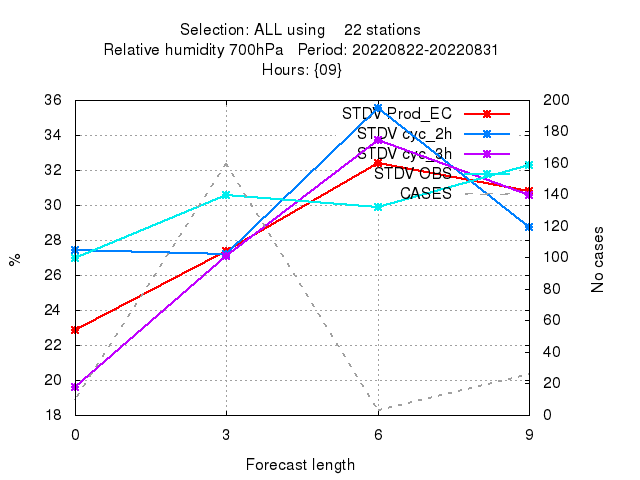 Selection: ALL using 22 stations
Relative humidity 700hPa Period: 20220822-20220831
Hours: {09}
36 200
34 180
32 160
30 140
28 120
26 100
24 80
22 60
20 40
18 20
0
STDV Prod_EC
STDV cyc_2h
STDV cyc_3h
STDV OBS
CASES
%
No cases
0 3 6 9
Forecast length